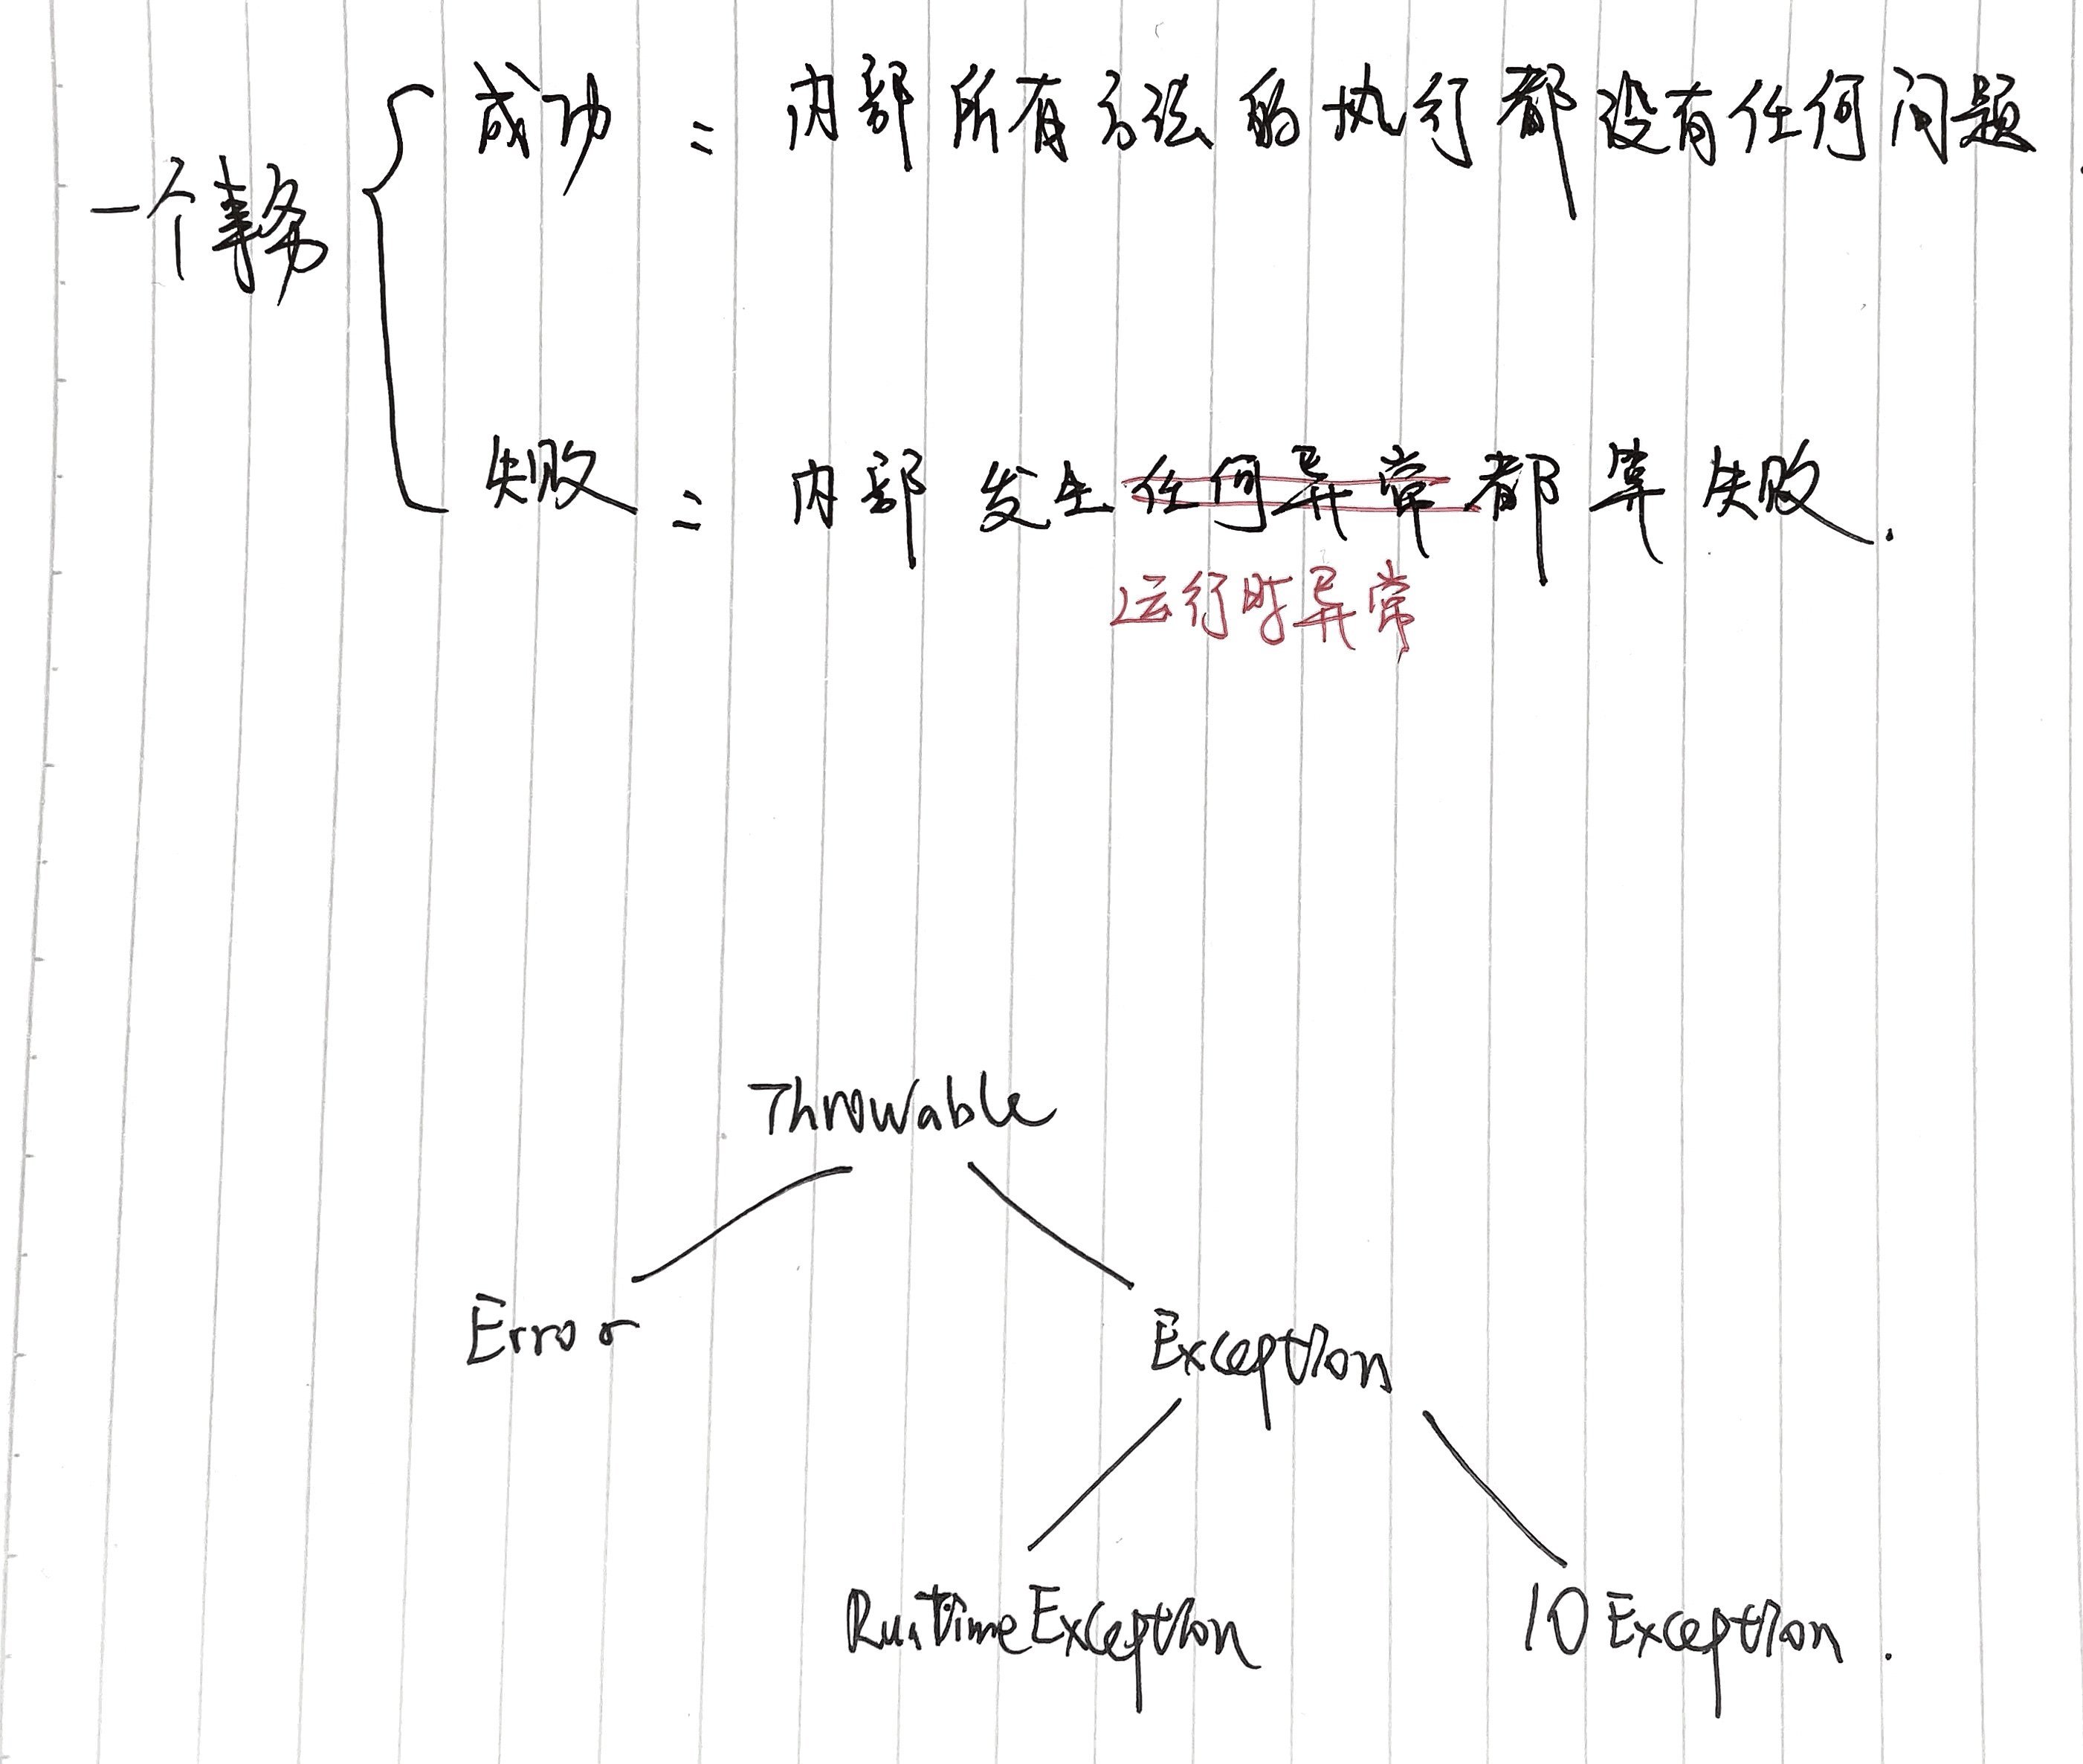 成功 = 内部所有方法的执行都没有任何问题.
一个事务
失败 = 内部发生任何异常都算失败.
运行时异常
Throwable
Error
Exception
RuntimeException
IO Exception.